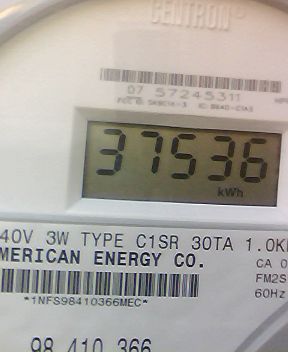 CENTRON®
07 57245311
37536
kWh
40V 3W TYPE C1SR 30TA 1.0K
MERICAN ENERGY CO.
CA 0
FM2S
60Hz
*1NFS98410366MEC*
98 410 366